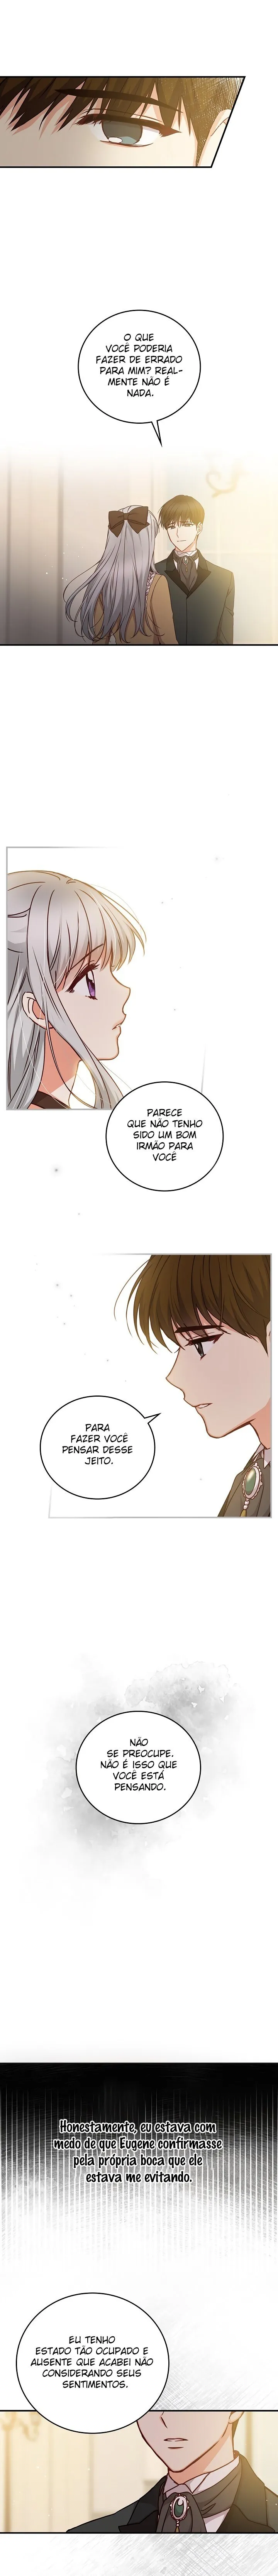 O QUE
VOCÊ PODERIA
FAZER DE ERRADO
PARA MIM? REAL-
MENTE NÃO É
NADA.
PARECE
QUE NÃO TENHO
SIDO UM BOM
IRMÃO PARA
VOCÊ
PARA
FAZER VOCÊ
PENSAR DESSE
JEITO.
NÃO
SE PREOCUPE.
NÃO É ISSO QUE
VOCÊ ESTÁ
PENSANDO.
Honestamente, eu estava com
medo de que Eugene confirmasse
pela própria boca que ele
estava me evitando.
EU TENHO
ESTADO TÃO OCUPADO E
AUSENTE QUE ACABEI NÃO
CONSIDERANDO SEUS
SENTIMENTOS.